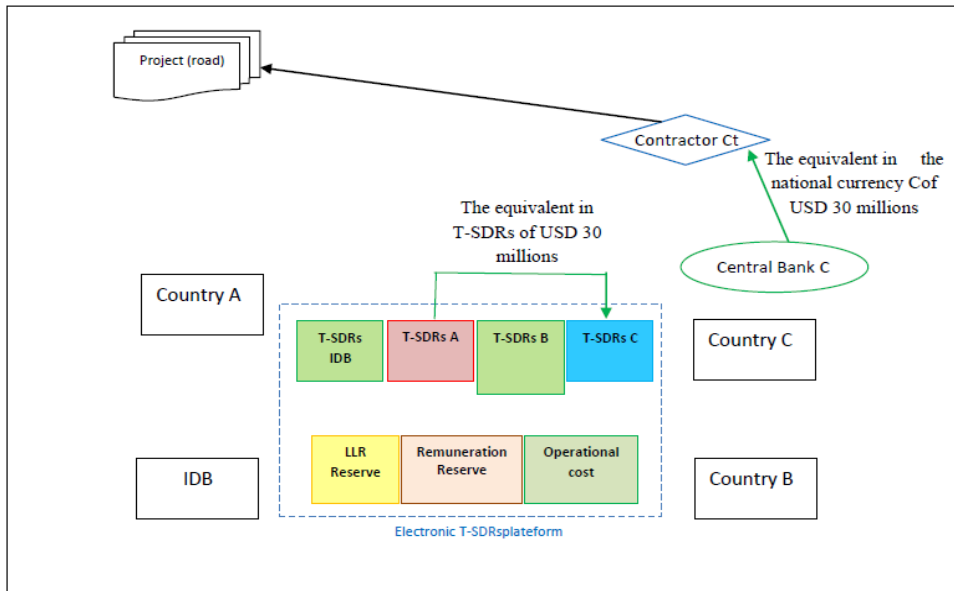 Project (road)
Contractor Ct
The equivalent in the
national currency Cof
USD 30 millions
The equivalent in
T-SDRs of USD 30
millions
Central Bank C
Country A
T-SDRs
IDB
T-SDRs A
T-SDRs B
T-SDRs C
Country C
LLR
Reserve
Remuneration
Reserve
Operational
cost
IDB
Country B
Electronic T-SDRsplateform